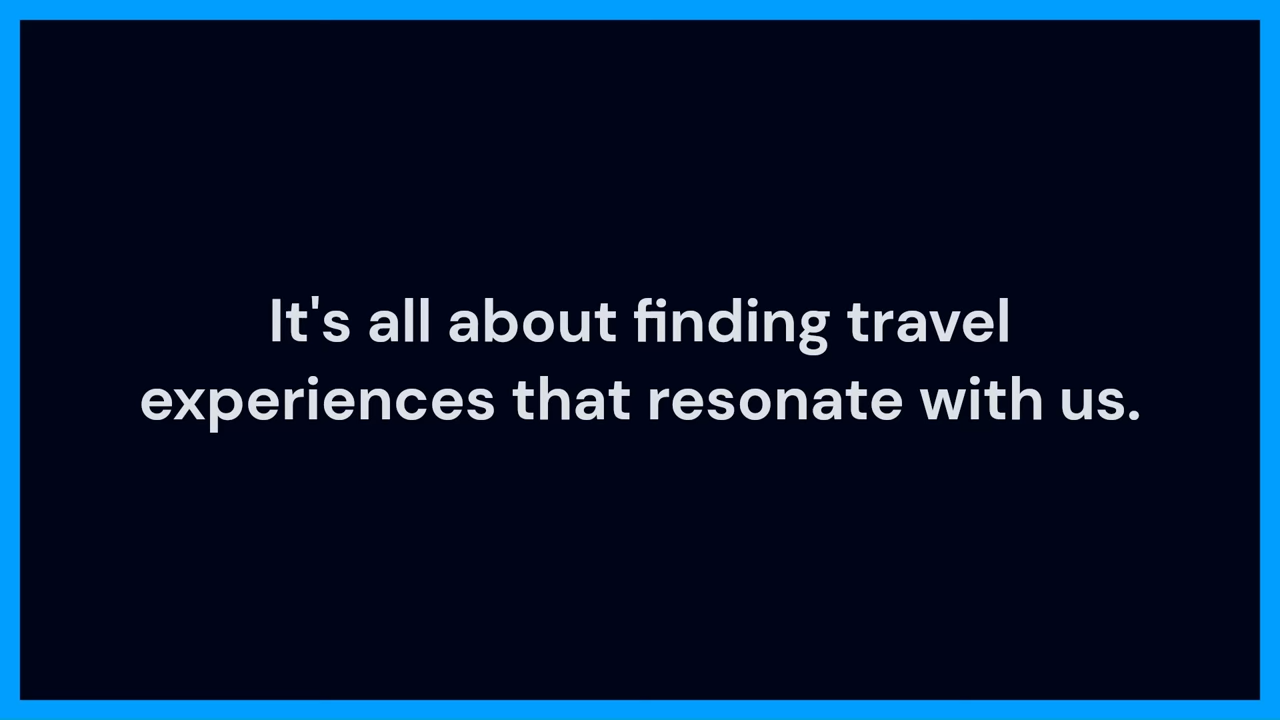 It's all about finding travel
experiences that resonate with us.